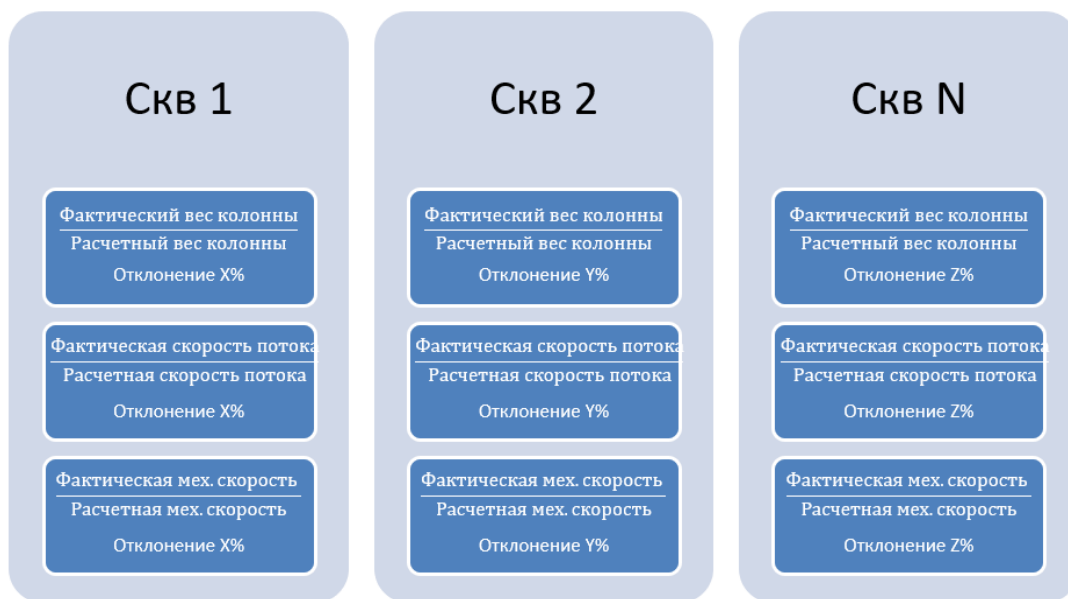 Скв 1
Фактический вес колонны
Расчетный вес колонны
Отклонение X%
Фактическая скорость потока
Расчетная скорость потока
Отклонение X%
Фактическая мех. скорость
Расчетная мех. скорость
Отклонение X%
Скв 2
Фактический вес колонны
Расчетный вес колонны
Отклонение Y%
Фактическая скорость потока
Расчетная скорость потока
Отклонение Y%
Фактическая мех. скорость
Расчетная мех. скорость
Отклонение Y%
Скв N
Фактический вес колонны
Расчетный вес колонны
Отклонение Z%
Фактическая скорость потока
Расчетная скорость потока
Отклонение Z%
Фактическая мех. скорость
Расчетная мех. скорость
Отклонение Z%